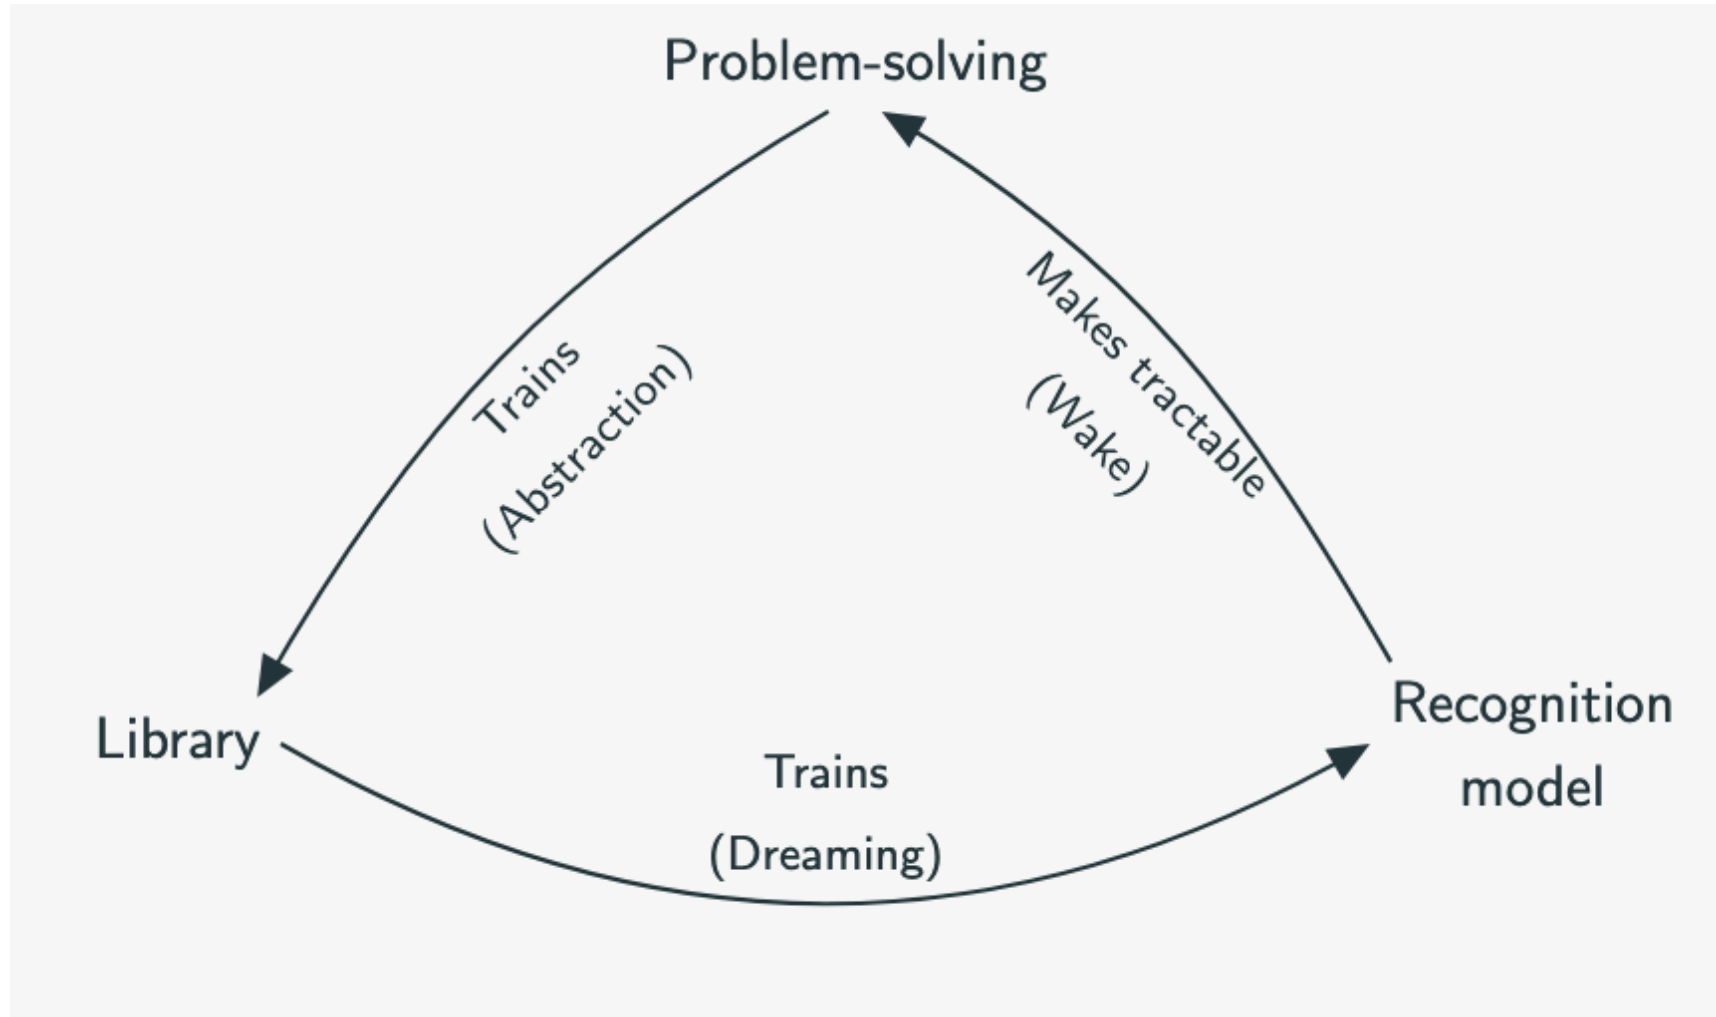 Problem-solving
Makes tractable
(Wake)
Trains
(Abstraction)
Library
Recognition
model
Trains
(Dreaming)